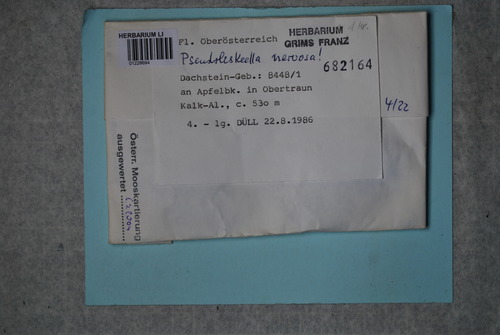 HERBARIUM LI
01228694
Fl. Oberösterreich
HERBARIUM
GRIMS FRANZ
Pseudoleskeella nervosa!
682164
Dachstein-Geb.: 8448/1
an Apfelbk. in Obertraun
Kalk-Al., c. 530 m
4. - lg. DÜLL 22.8.1986
4/22
Österr. Mooskartierung
ausgewertet